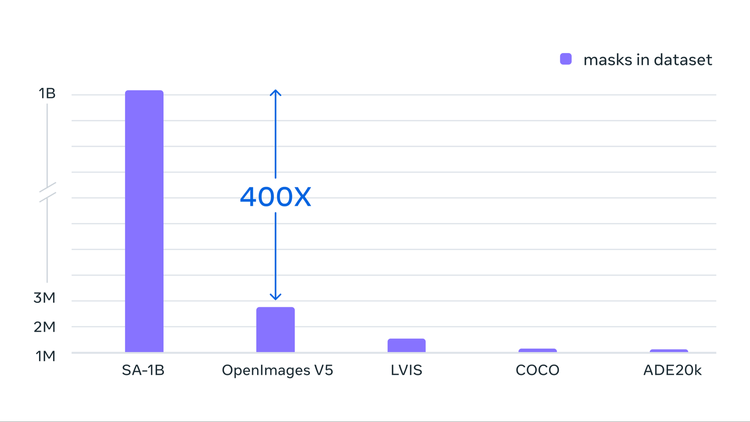 masks in dataset
1B
400X
3M
2M
1M
SA-1B
OpenImages V5
LVIS
COCO
ADE20k